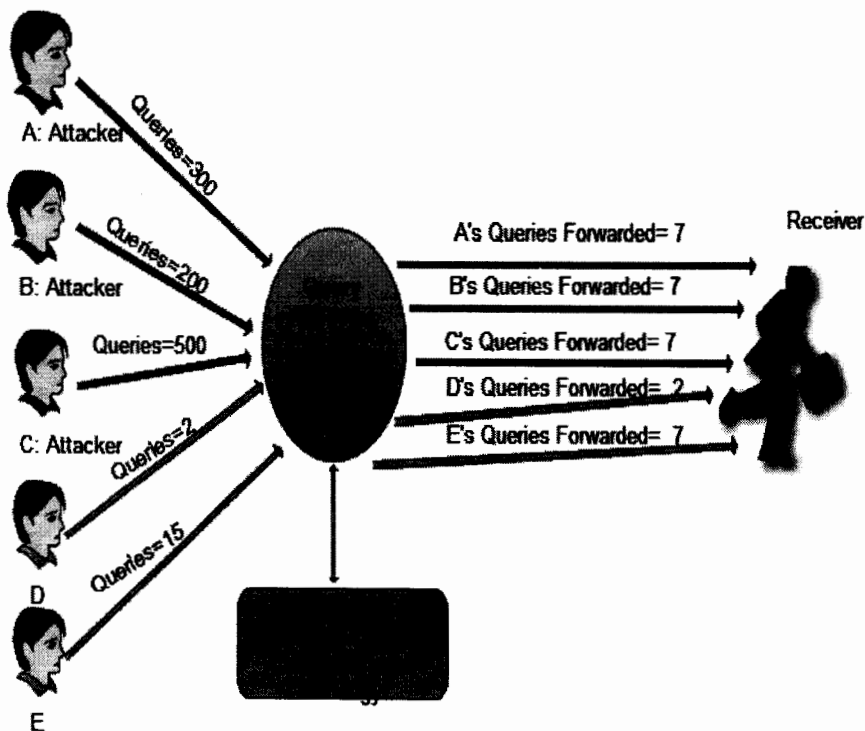 A: Attacker
Queries=300
B: Attacker
Queries=200
C: Attacker
Queries=500
D
Queries=2
E
Queries=15
A's Queries Forwarded= 7
B's Queries Forwarded= 7
C's Queries Forwarded= 7
D's Queries Forwarded= 2
E's Queries Forwarded= 7
Receiver